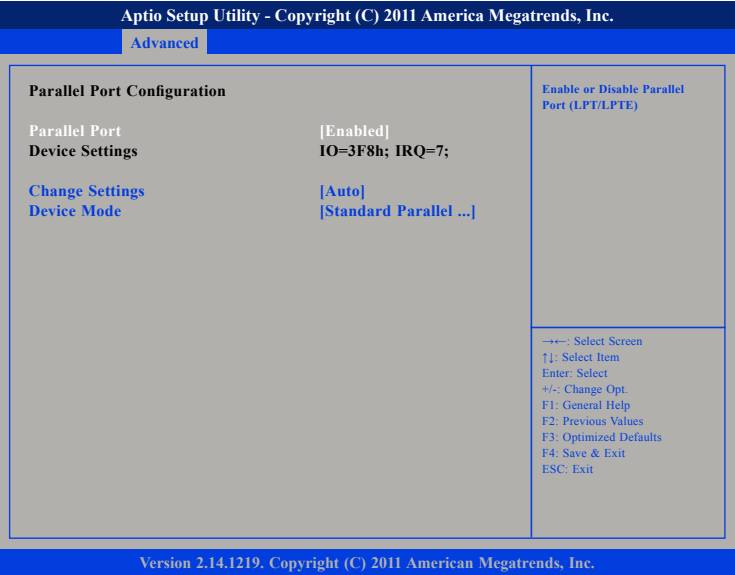 Aptio Setup Utility - Copyright (C) 2011 America Megatrends, Inc.
Advanced
Parallel Port Configuration
Parallel Port [Enabled]
Device Settings IO=3F8h; IRQ=7;
Change Settings [Auto]
Device Mode [Standard Parallel ...]
Enable or Disable Parallel
Port (LPT/LPTE)
→←: Select Screen
↑↓: Select Item
Enter: Select
+/-: Change Opt.
F1: General Help
F2: Previous Values
F3: Optimized Defaults
F4: Save & Exit
ESC: Exit
Version 2.14.1219. Copyright (C) 2011 American Megatrends, Inc.